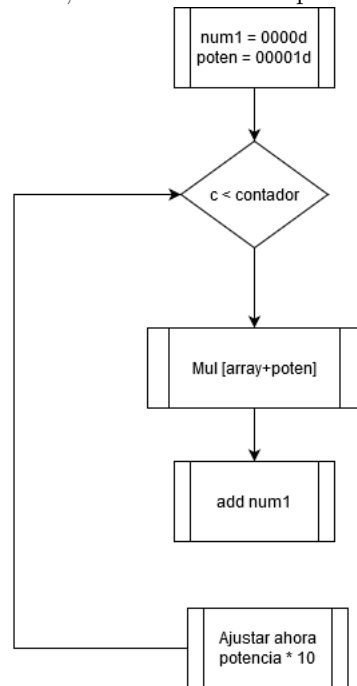 num1 = 0000d
poten = 00001d
c < contador
Mul [array+poten]
add num1
Ajustar ahora
potencia * 10